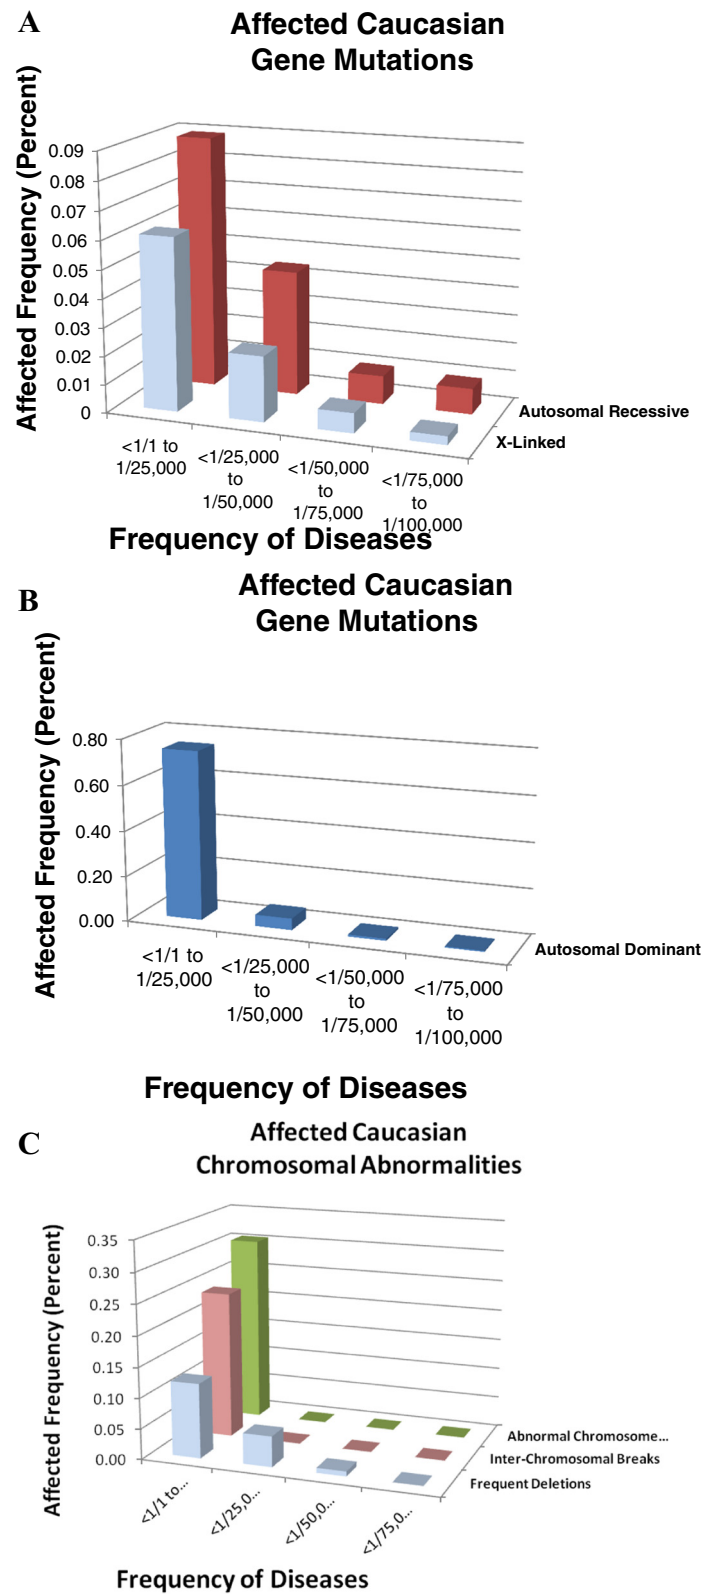 A
Affected Caucasian
Gene Mutations
Affected Frequency (Percent)
0.09
0.08
0.07
0.06
0.05
0.04
0.03
0.02
0.01
0
<1/1 to
1/25,000
<1/25,000
to
1/50,000
<1/50,000
to
1/75,000
<1/75,000
to
1/100,000
Autosomal Recessive
X-Linked
Frequency of Diseases
B
Affected Caucasian
Gene Mutations
Affected Frequency (Percent)
0.80
0.60
0.40
0.20
0.00
<1/1 to
1/25,000
<1/25,000
to
1/50,000
<1/50,000
to
1/75,000
<1/75,000
to
1/100,000
Autosomal Dominant
Frequency of Diseases
C
Affected Caucasian
Chromosomal Abnormalities
Affected Frequency (Percent)
0.35
0.30
0.25
0.20
0.15
0.10
0.05
0.00
<1/1 to...
<1/25,0...
<1/50,0...
<1/75,0...
Abnormal Chromosome...
Inter-Chromosomal Breaks
Frequent Deletions
Frequency of Diseases